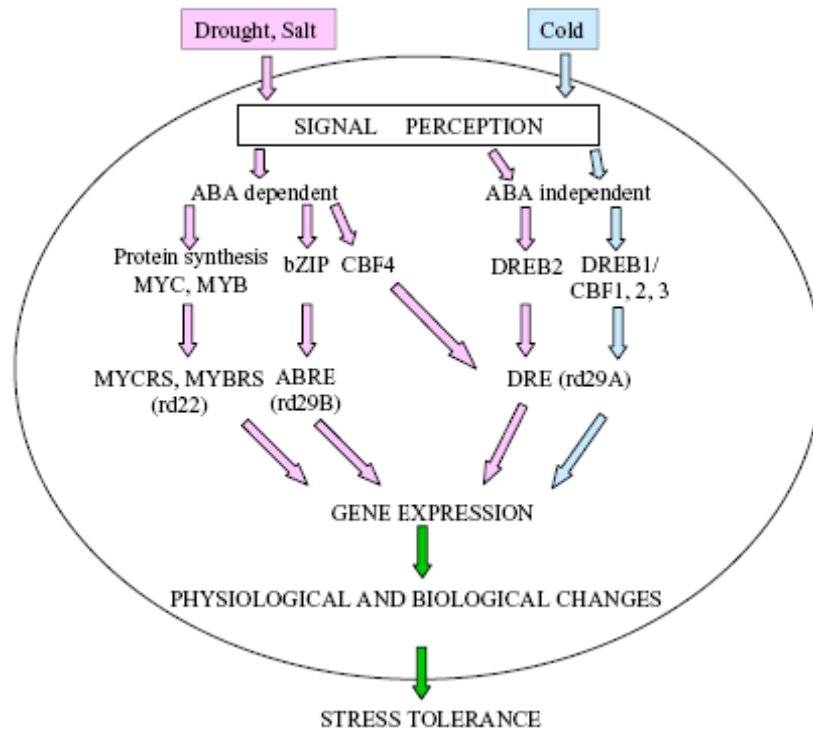 Drought, Salt
Cold
SIGNAL PERCEPTION
ABA dependent
ABA independent
Protein synthesis
MYC, MYB
bZIP
CBF4
DREB2
DREB1/
CBF1, 2, 3
MYCRS, MYBRS
(rd22)
ABRE
(rd29B)
DRE (rd29A)
GENE EXPRESSION
PHYSIOLOGICAL AND BIOLOGICAL CHANGES
STRESS TOLERANCE